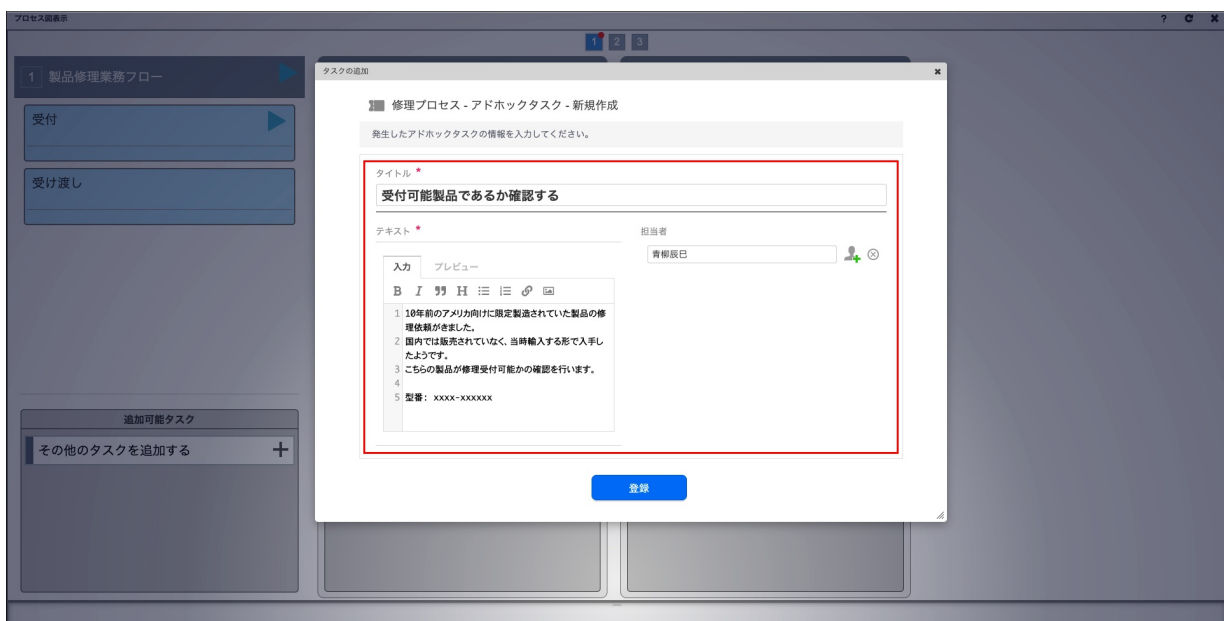 プロセス図表示
? C ×
1 2 3
1 製品修理業務フロー
受付
受け渡し
追加可能タスク
その他のタスクを追加する
タスクの追加
修理プロセス - アドホックタスク - 新規作成
発生したアドホックタスクの情報を入力してください。
タイトル *
受付可能製品であるか確認する
テキスト *
入力 プレビュー
B I H
1 10年前のアメリカ向けに限定製造されていた製品の修
理依頼がきました。
2 国内では販売されていなく、当時輸入する形で入手し
たようです。
3 こちらの製品が修理受付可能かの確認を行います。
4
5 型番: xxxx-xxxxxx
担当者
青柳辰巳
登録